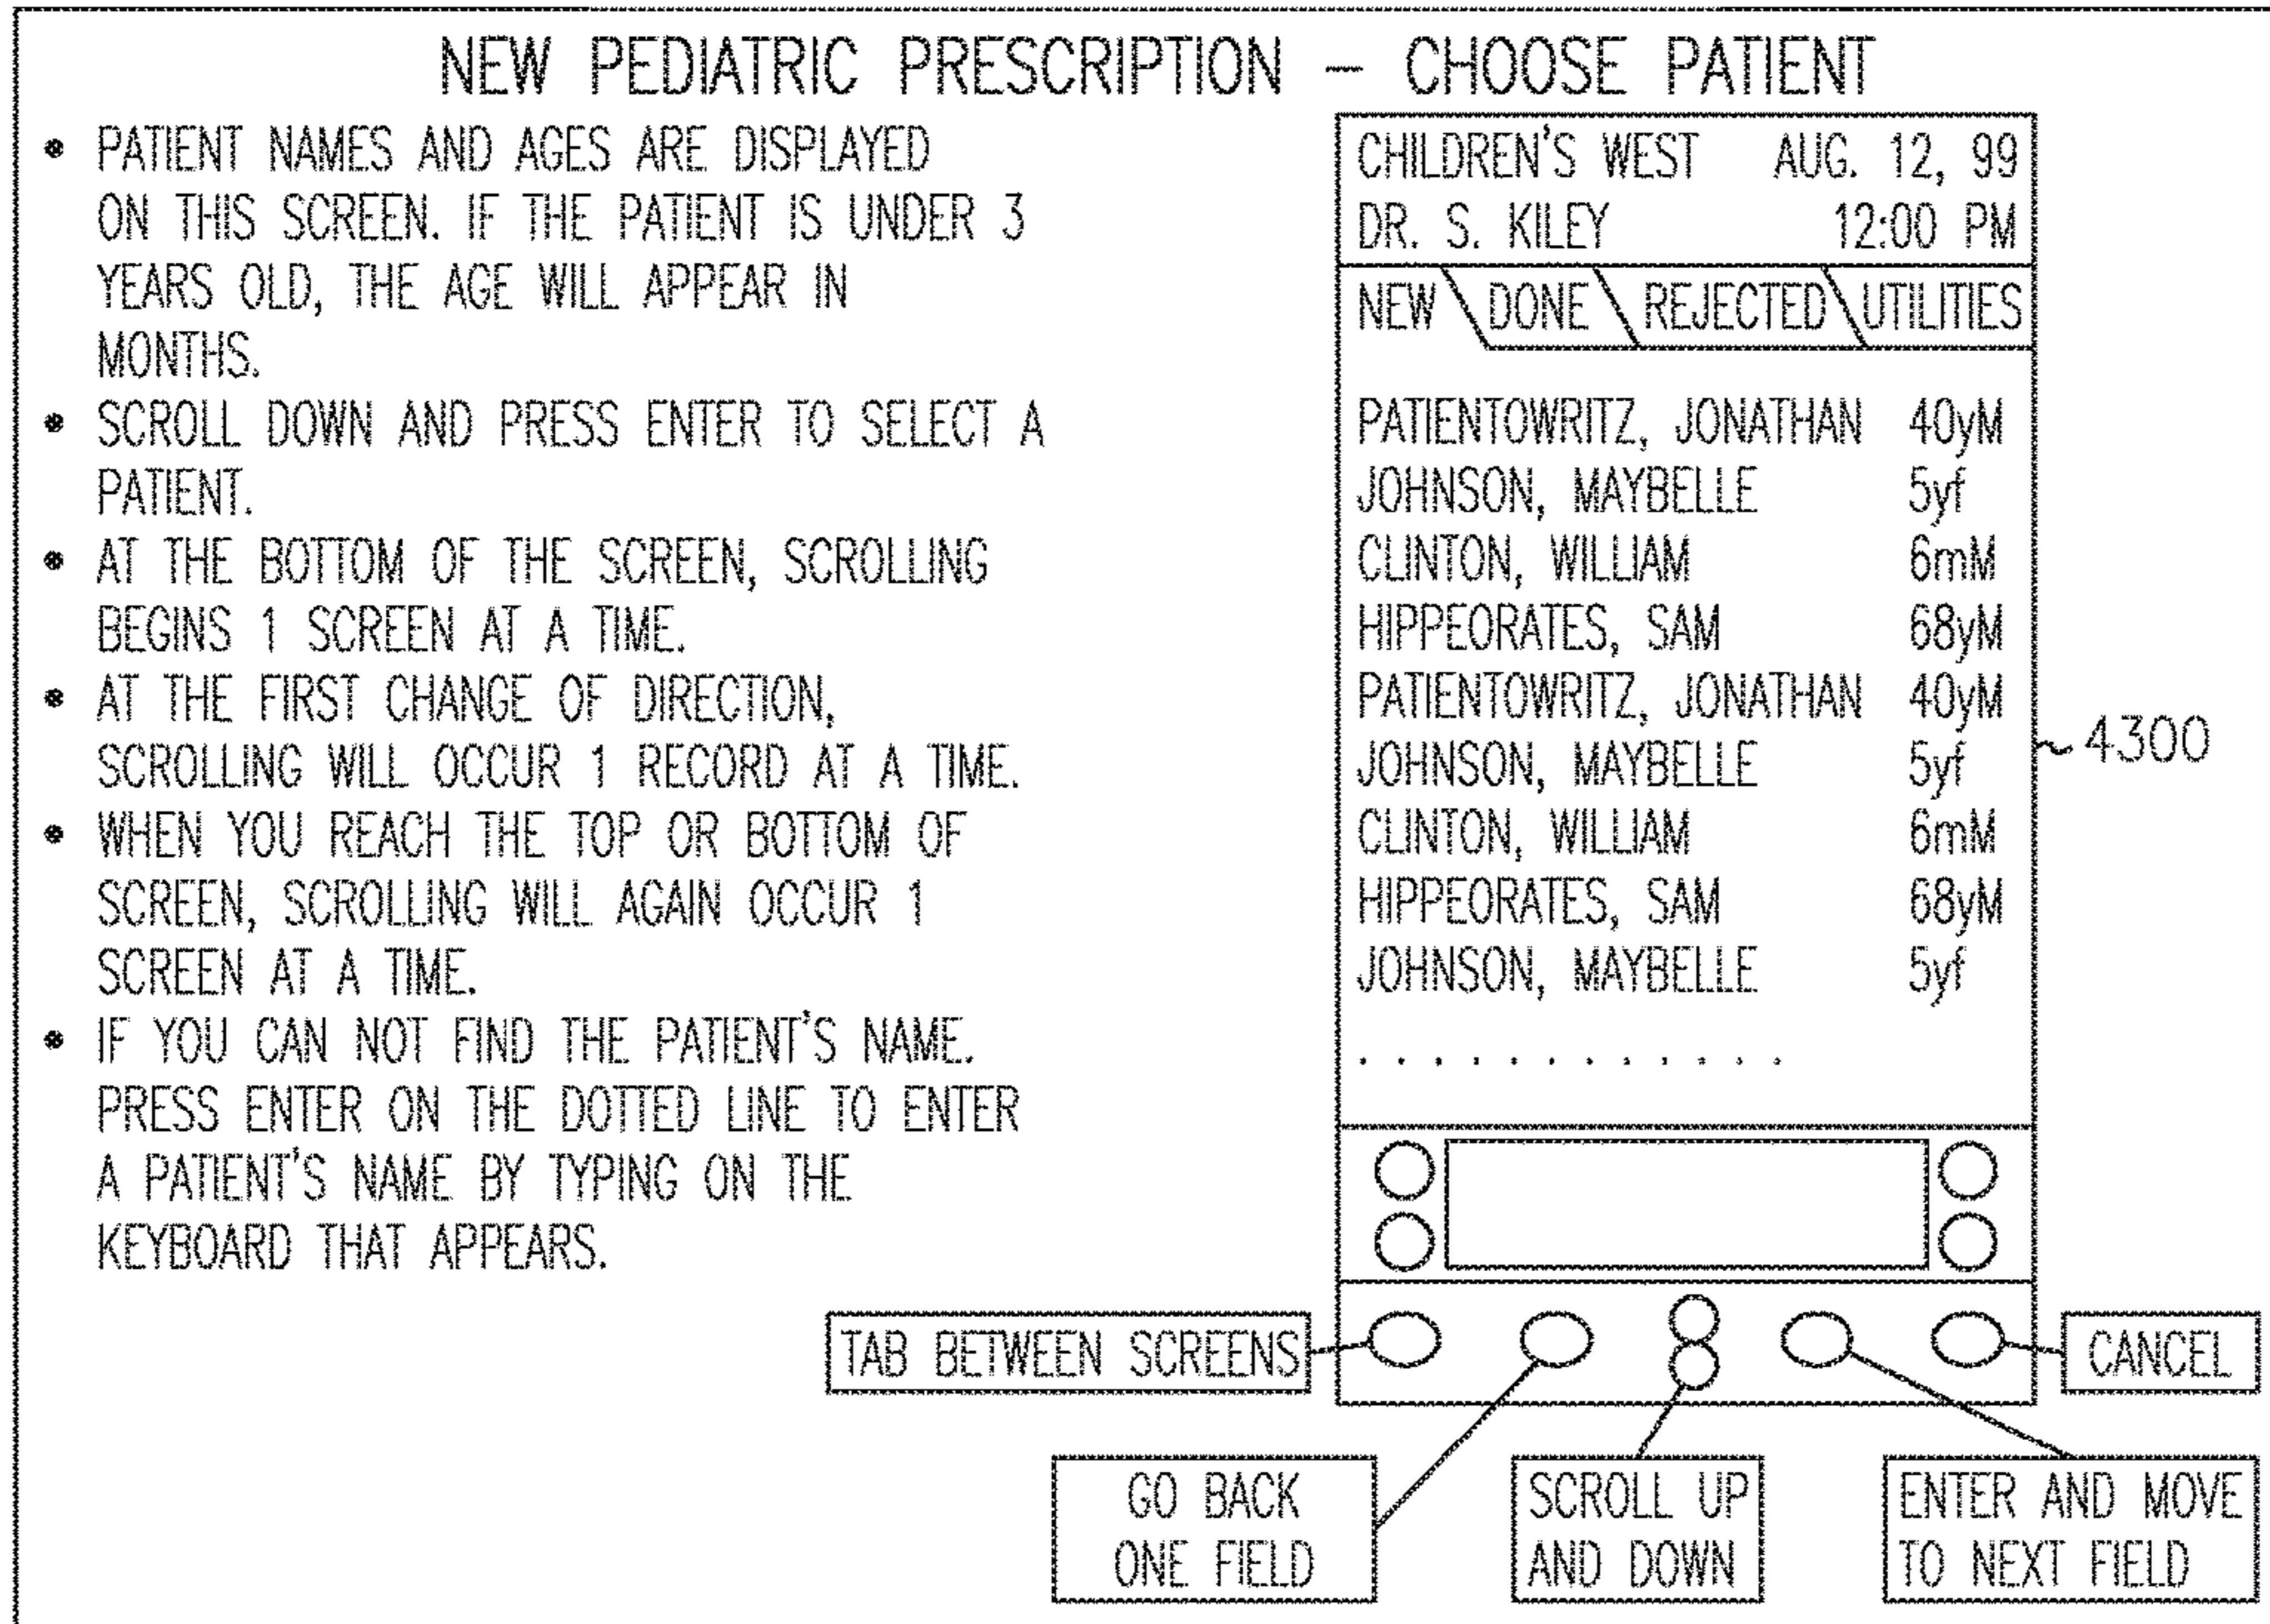 NEW PEDIATRIC PRESCRIPTION – CHOOSE PATIENT
• PATIENT NAMES AND AGES ARE DISPLAYED
ON THIS SCREEN. IF THE PATIENT IS UNDER 3
YEARS OLD, THE AGE WILL APPEAR IN
MONTHS.
• SCROLL DOWN AND PRESS ENTER TO SELECT A
PATIENT.
• AT THE BOTTOM OF THE SCREEN, SCROLLING
BEGINS 1 SCREEN AT A TIME.
• AT THE FIRST CHANGE OF DIRECTION,
SCROLLING WILL OCCUR 1 RECORD AT A TIME.
• WHEN YOU REACH THE TOP OR BOTTOM OF
SCREEN, SCROLLING WILL AGAIN OCCUR 1
SCREEN AT A TIME.
• IF YOU CAN NOT FIND THE PATIENT'S NAME.
PRESS ENTER ON THE DOTTED LINE TO ENTER
A PATIENT'S NAME BY TYPING ON THE
KEYBOARD THAT APPEARS.
CHILDREN'S WEST AUG. 12, 99
DR. S. KILEY 12:00 PM
NEW DONE REJECTED UTILITIES
PATIENTOWRITZ, JONATHAN 40yM
JOHNSON, MAYBELLE 5yf
CLINTON, WILLIAM 6mM
HIPPEORATES, SAM 68yM
PATIENTOWRITZ, JONATHAN 40yM
JOHNSON, MAYBELLE 5yf
CLINTON, WILLIAM 6mM
HIPPEORATES, SAM 68yM
JOHNSON, MAYBELLE 5yf
. . . . . . . . . . . .
4300
TAB BETWEEN SCREENS
CANCEL
GO BACK
ONE FIELD
SCROLL UP
AND DOWN
ENTER AND MOVE
TO NEXT FIELD